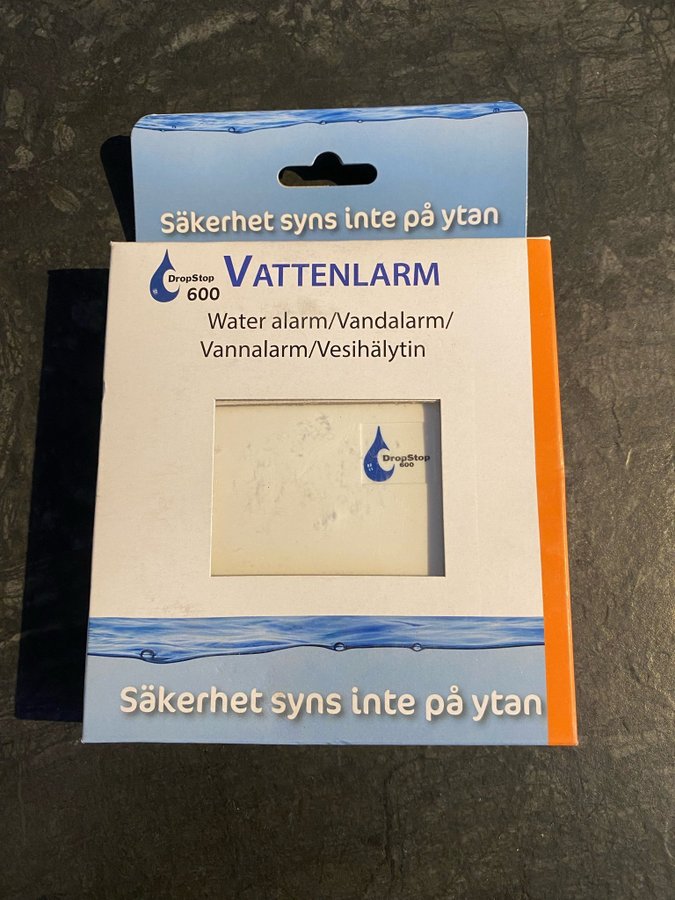 Säkerhet syns inte på ytan
DropStop
600
VATTENLARM
Water alarm/Vandalarm/
Vannalarm/Vesihälytin
DropStop
600
Säkerhet syns inte på ytan